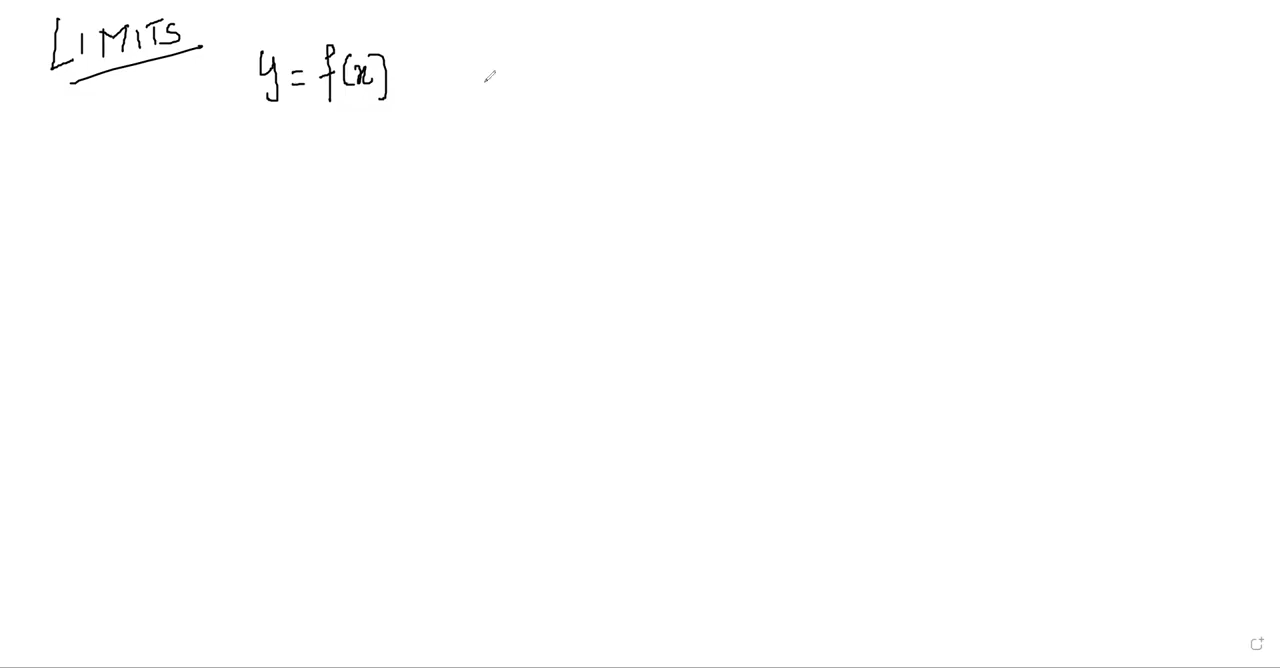 LIMITS
y = f(x)